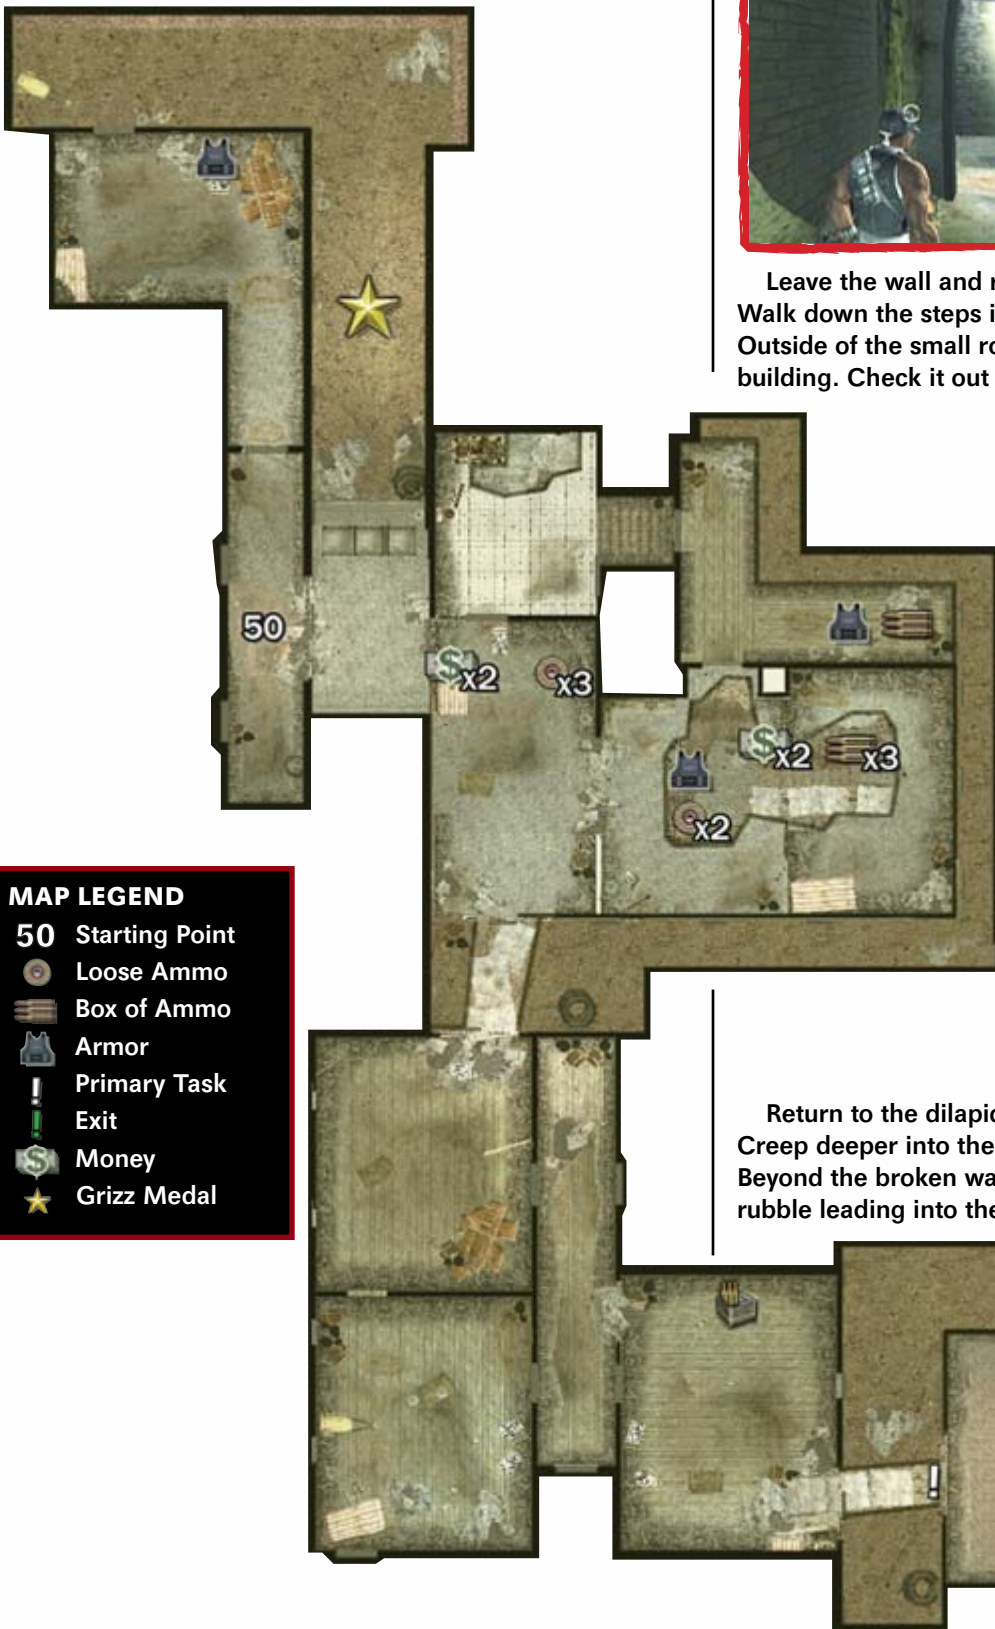 Leave the wall and
Walk down the steps
Outside of the small
building. Check it out
50
x2
x3
x2
x3
x2
MAP LEGEND
50 Starting Point
Loose Ammo
Box of Ammo
Armor
! Primary Task
! Exit
$ Money
Grizz Medal
Return to the
Creep deeper into the
Beyond the broken
rubble leading into the
!